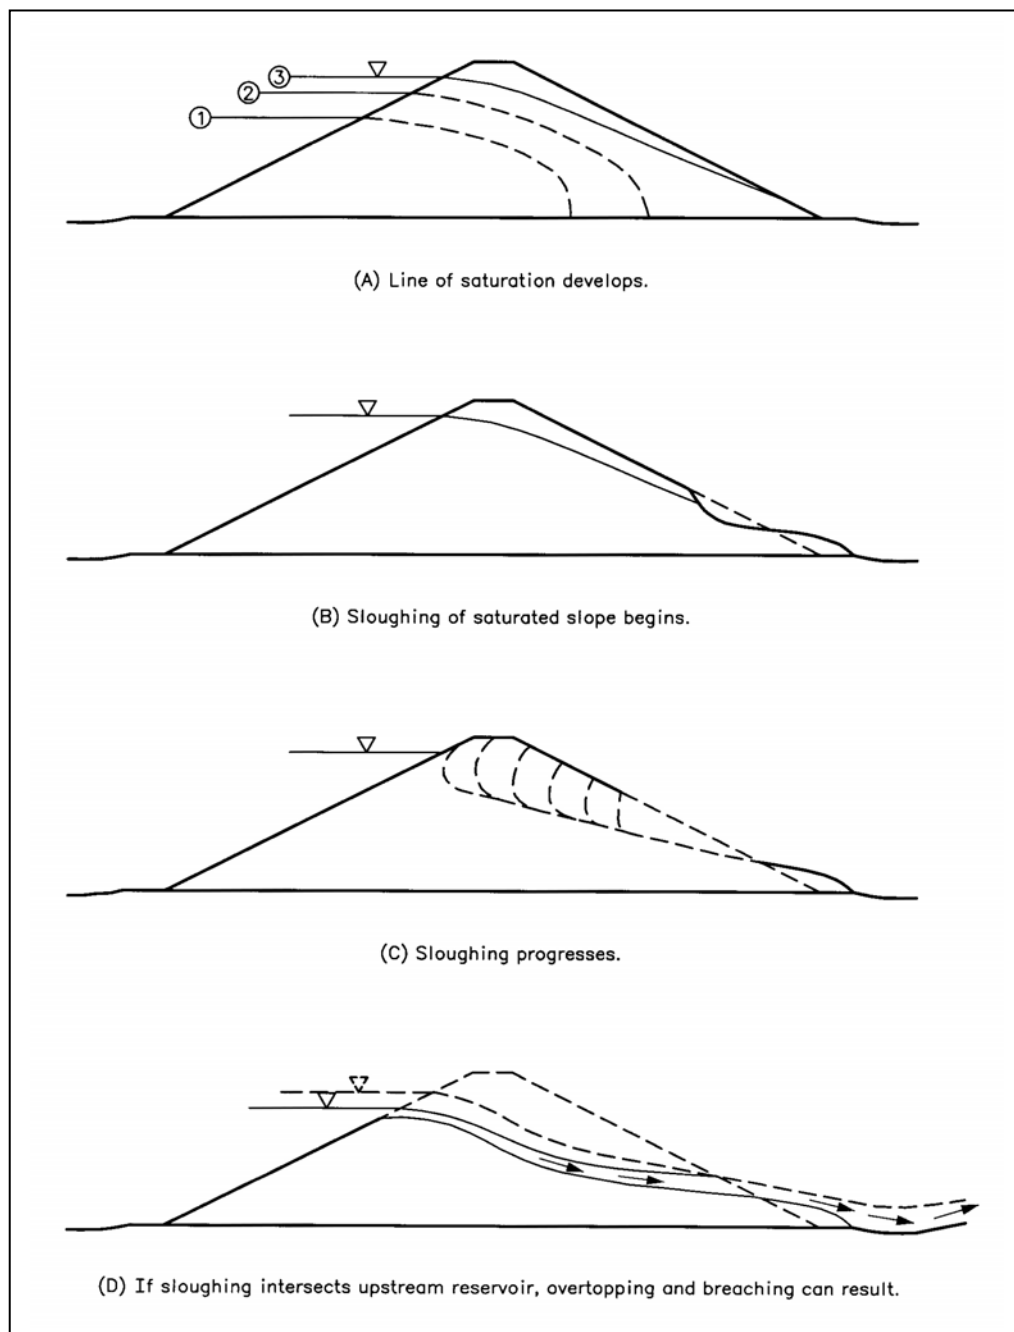 ③
②
①
(A) Line of saturation develops.
(B) Sloughing of saturated slope begins.
(C) Sloughing progresses.
(D) If sloughing intersects upstream reservoir, overtopping and breaching can result.